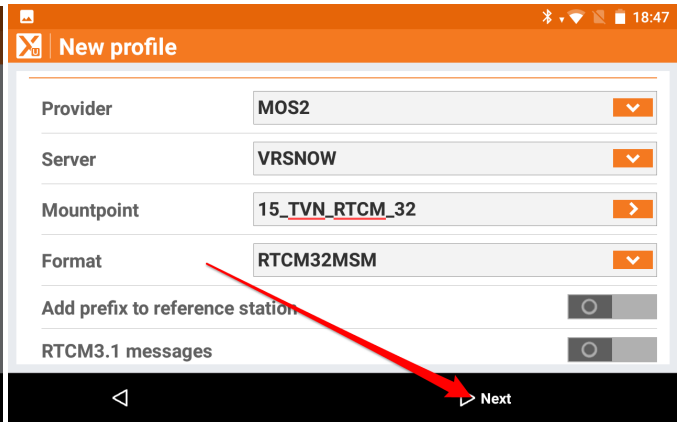 18:47
XU New profile
Provider MOS2
Server VRSNOW
Mountpoint 15_TVN_RTCM_32
Format RTCM32MSM
Add prefix to reference station
RTCM3.1 messages
Next